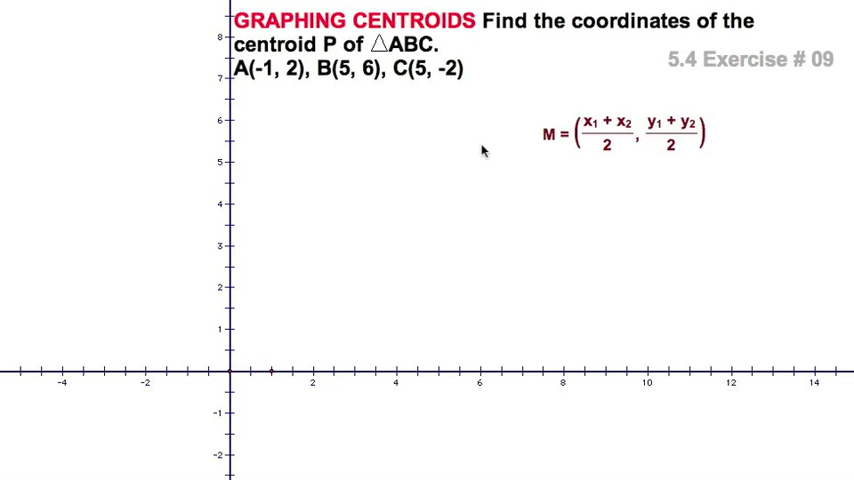 GRAPHING CENTROIDS Find the coordinates of the
centroid P of △ABC.
A(-1, 2), B(5, 6), C(5, -2)
5.4 Exercise # 09
M = ( x₁ + x₂ / 2 , y₁ + y₂ / 2 )
8
7
6
5
4
3
2
1
-4 -2 2 4 6 8 10 12 14
-1
-2